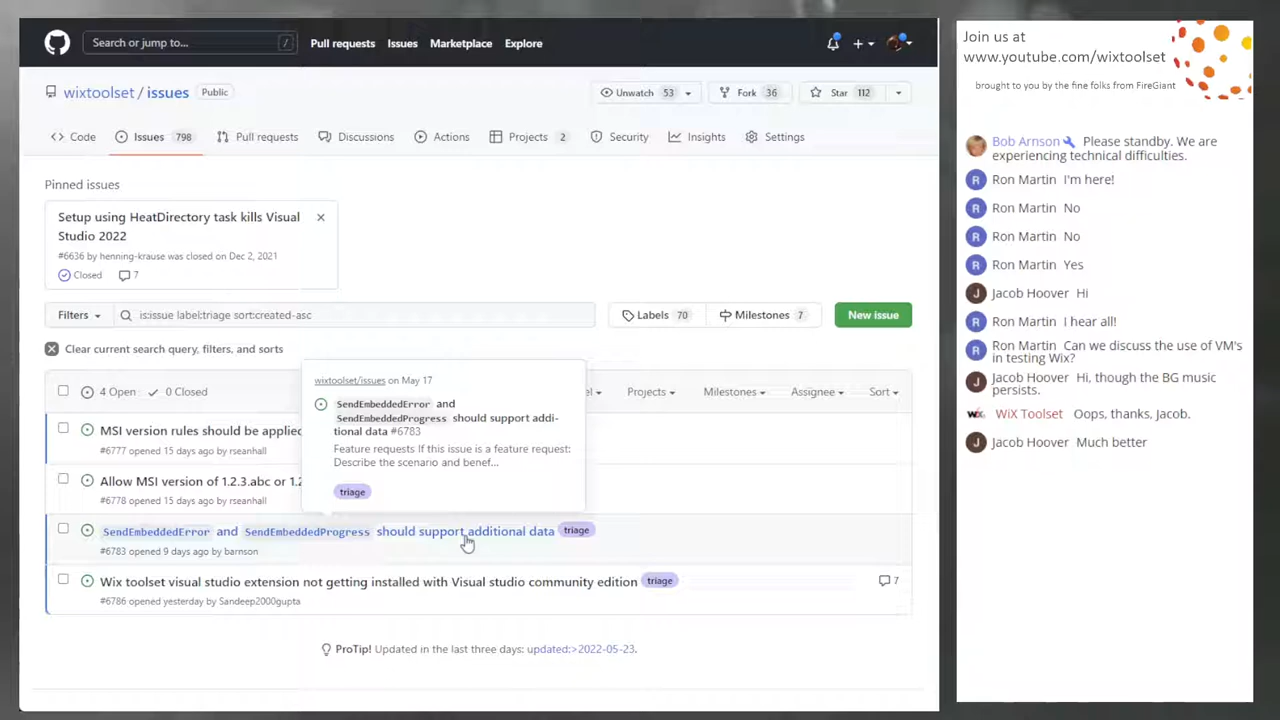 Search or jump to...
/
Pull requests
Issues
Marketplace
Explore
wixtoolset / issues
Public
Unwatch 53
Fork 36
Star 112
Code
Issues 798
Pull requests
Discussions
Actions
Projects 2
Security
Insights
Settings
Pinned issues
Setup using HeatDirectory task kills Visual
Studio 2022
#6636 by henning-krause was closed on Dec 2, 2021
Closed
7
Filters
is:issue label:triage sort:created-asc
Labels 70
Milestones 7
New issue
Clear current search query, filters, and sorts
4 Open
0 Closed
Projects
Milestones
Assignee
Sort
wixtoolset/issues on May 17
SendEmbeddedError and
SendEmbeddedProgress should support addi-
tional data #6783
Feature requests If this issue is a feature request:
Describe the scenario and benef...
triage
MSI version rules should be applied
#6777 opened 15 days ago by rseanhall
Allow MSI version of 1.2.3.abc or 1.2
#6778 opened 15 days ago by rseanhall
SendEmbeddedError and SendEmbeddedProgress should support additional data triage
#6783 opened 9 days ago by barnson
Wix toolset visual studio extension not getting installed with Visual studio community edition triage
7
#6786 opened yesterday by Sandeep2000gupta
ProTip! Updated in the last three days: updated:>2022-05-23.
Join us at
www.youtube.com/wixtoolset
brought to you by the fine folks from FireGiant
Bob Arnson Please standby. We are
experiencing technical difficulties.
R Ron Martin I'm here!
R Ron Martin No
R Ron Martin No
R Ron Martin Yes
J Jacob Hoover Hi
R Ron Martin I hear all!
R Ron Martin Can we discuss the use of VM's
in testing Wix?
J Jacob Hoover Hi, though the BG music
persists.
WiX WiX Toolset Oops, thanks, Jacob.
J Jacob Hoover Much better